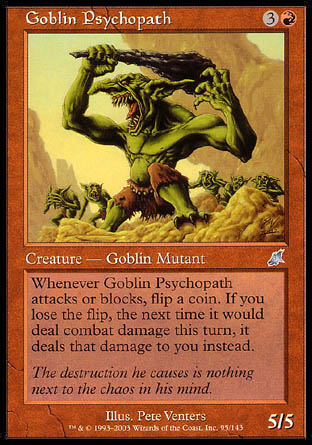 Goblin Psychopath 3
Creature — Goblin Mutant
Whenever Goblin Psychopath
attacks or blocks, flip a coin. If you
lose the flip, the next time it would
deal combat damage this turn, it
deals that damage to you instead.
The destruction he causes is nothing
next to the chaos in his mind.
Illus. Pete Venters
™ & © 1993–2003 Wizards of the Coast, Inc. 95/143
5/5